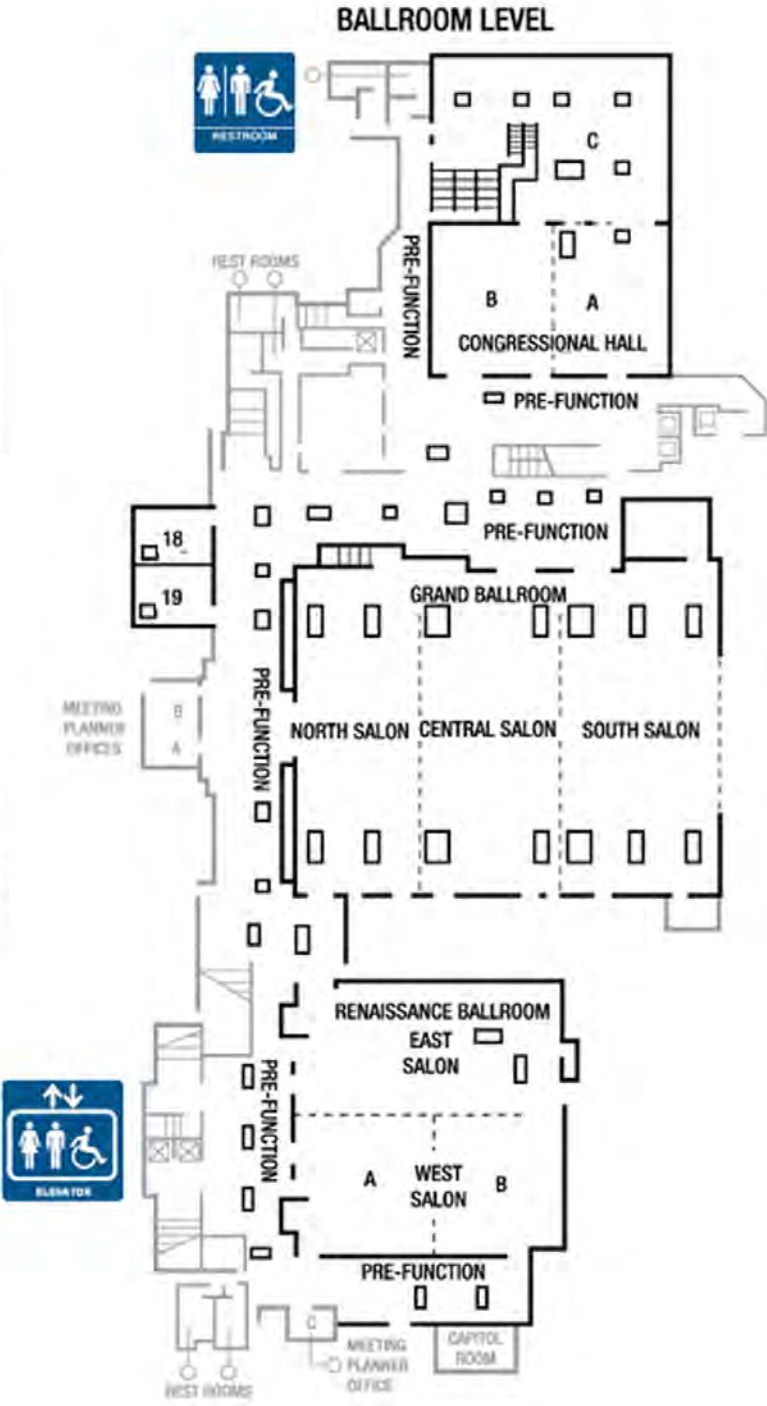 BALLROOM LEVEL
RESTROOM
C
PRE-FUNCTION
REST ROOMS
B
A
CONGRESSIONAL HALL
PRE-FUNCTION
PRE-FUNCTION
18
19
GRAND BALLROOM
PRE-FUNCTION
MEETING
PLANNER
OFFICES
B
A
NORTH SALON
CENTRAL SALON
SOUTH SALON
RENAISSANCE BALLROOM
EAST
SALON
PRE-FUNCTION
ELEVATOR
A
WEST
SALON
B
PRE-FUNCTION
C
MEETING
PLANNER
OFFICE
CAPITOL
ROOM
REST ROOMS